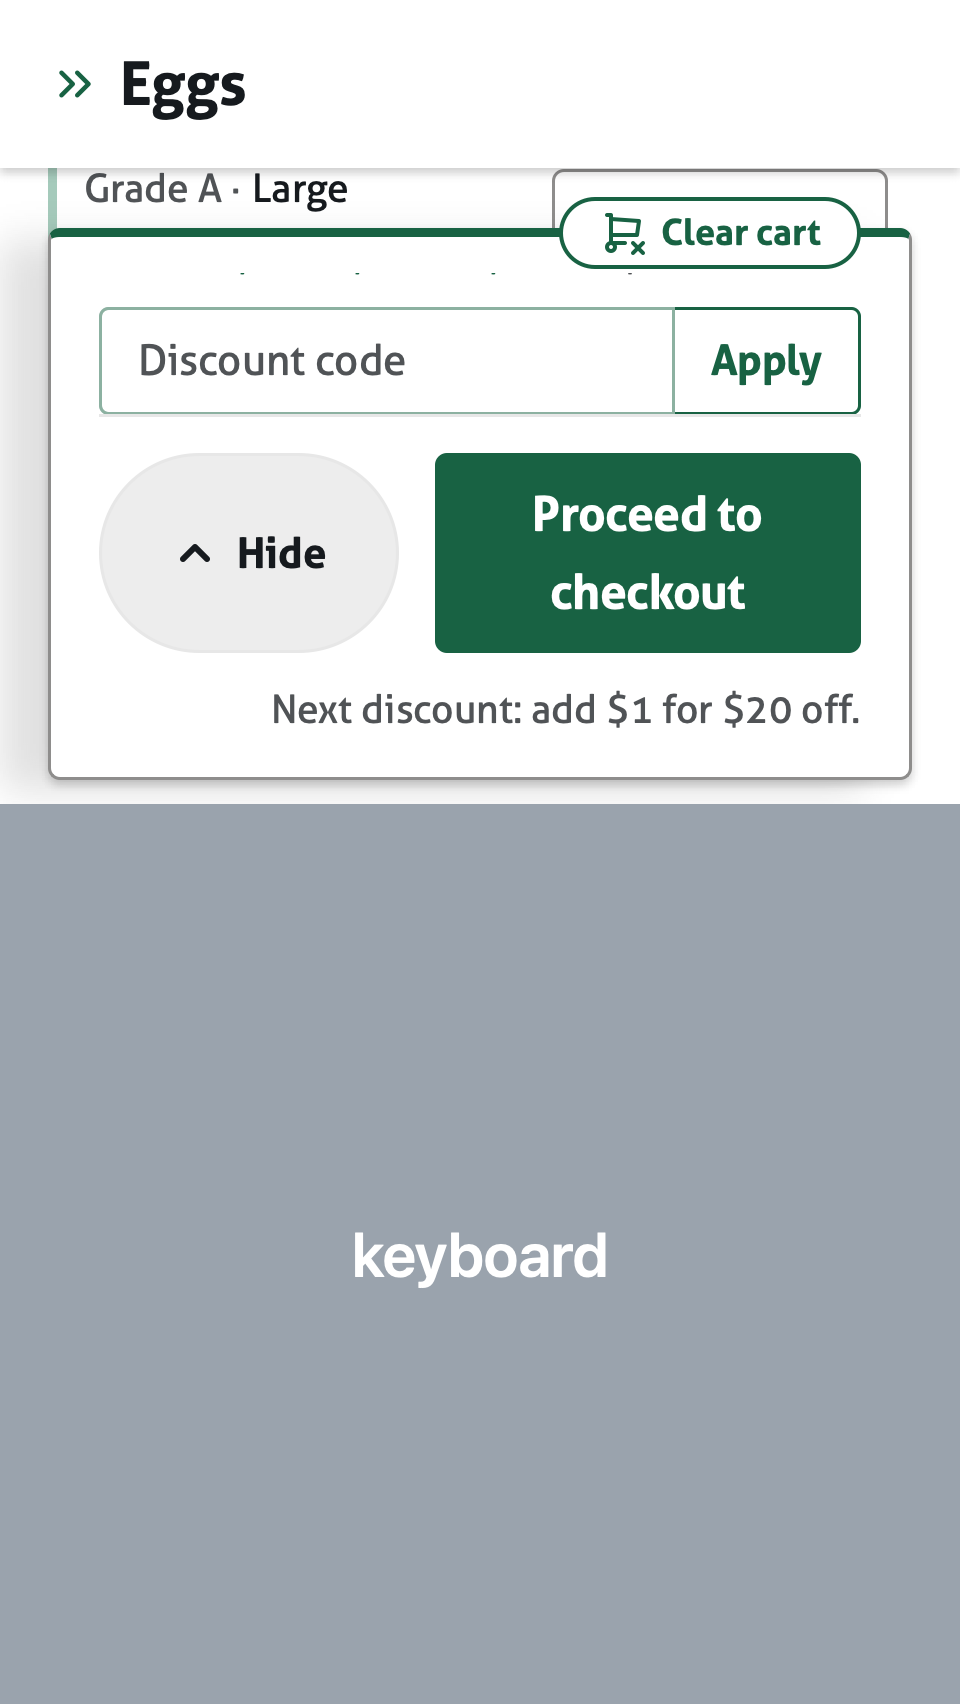 Eggs
Grade A · Large
Clear cart
Discount code
Apply
Hide
Proceed to
checkout
Next discount: add $1 for $20 off.
keyboard